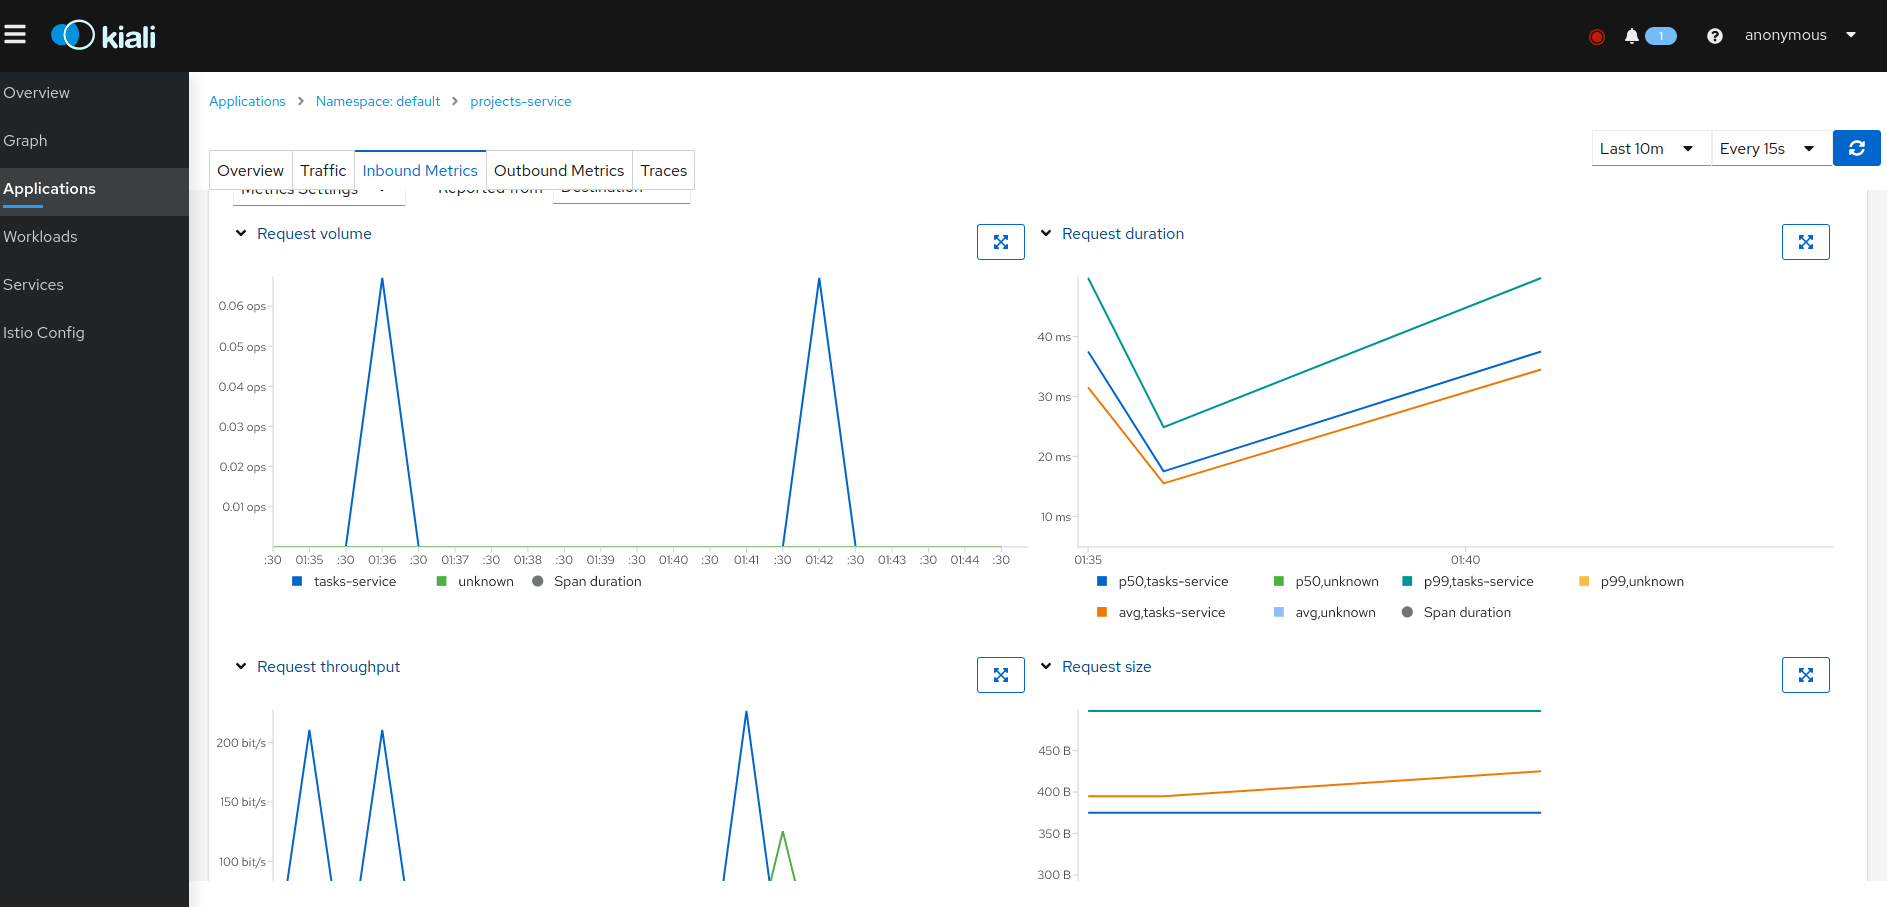 kiali
1
anonymous
Overview
Graph
Applications
Workloads
Services
Istio Config
Applications > Namespace: default > projects-service
Last 10m
Every 15s
Overview
Traffic
Inbound Metrics
Outbound Metrics
Traces
Metrics Settings
Reported from
Destination
Request volume
0.06 ops
0.05 ops
0.04 ops
0.03 ops
0.02 ops
0.01 ops
:30 01:35 :30 01:36 :30 01:37 :30 01:38 :30 01:39 :30 01:40 :30 01:41 :30 01:42 :30 01:43 :30 01:44 :30
tasks-service unknown Span duration
Request duration
40 ms
30 ms
20 ms
10 ms
01:35 01:40
p50,tasks-service p50,unknown p99,tasks-service p99,unknown
avg,tasks-service avg,unknown Span duration
Request throughput
200 bit/s
150 bit/s
100 bit/s
Request size
450 B
400 B
350 B
300 B